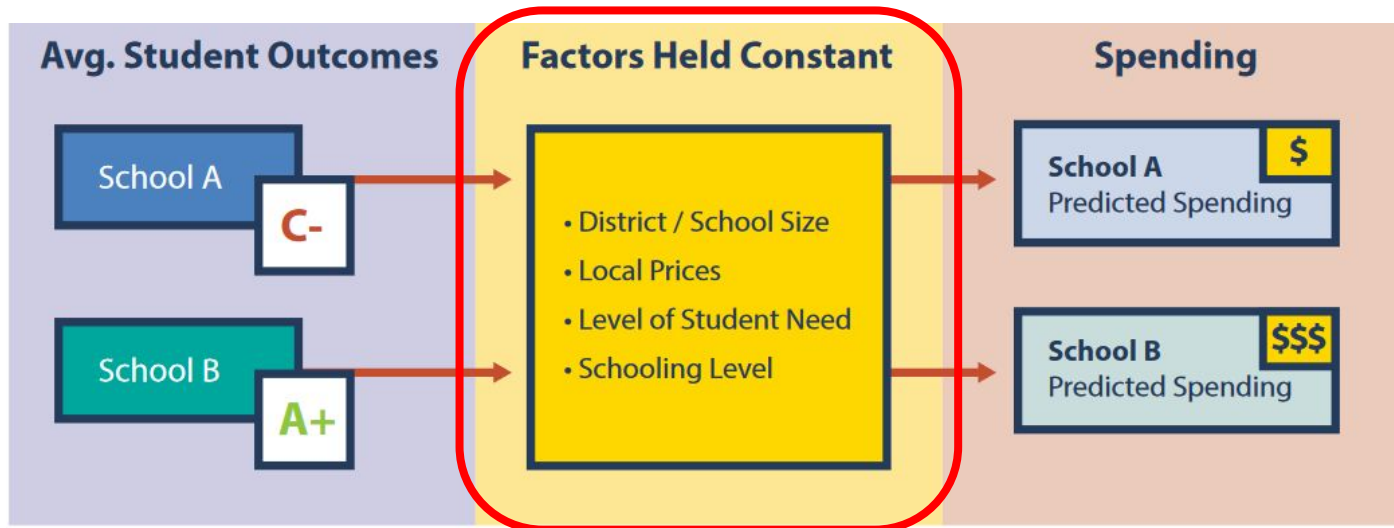 Avg. Student Outcomes
School A
C-
School B
A+
Factors Held Constant
• District / School Size
• Local Prices
• Level of Student Need
• Schooling Level
Spending
$
School A
Predicted Spending
$$$
School B
Predicted Spending